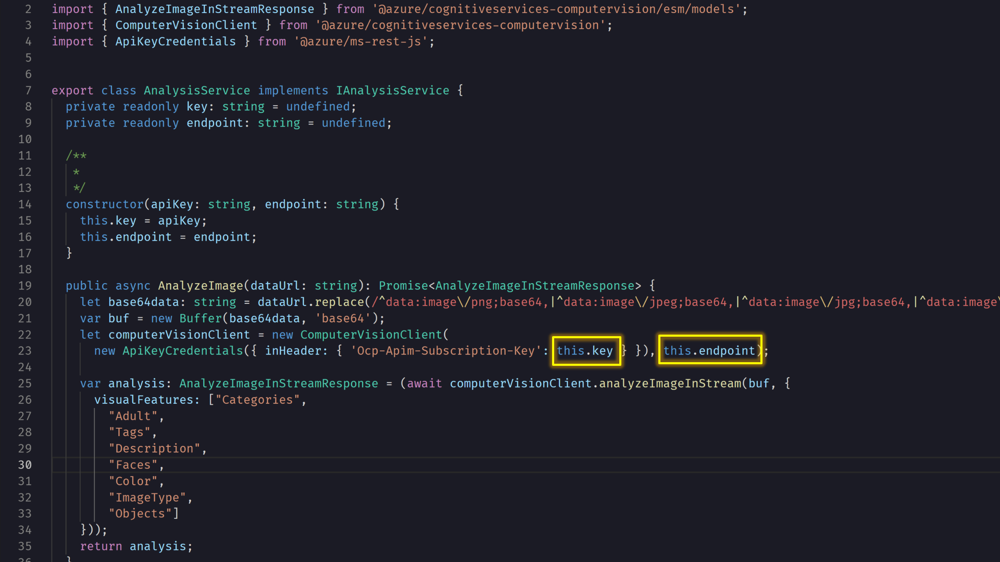 2 import { AnalyzeImageInStreamResponse } from '@azure/cognitiveservices-computervision/esm/models';
3 import { ComputerVisionClient } from '@azure/cognitiveservices-computervision';
4 import { ApiKeyCredentials } from '@azure/ms-rest-js';
5
6
7 export class AnalysisService implements IAnalysisService {
8   private readonly key: string = undefined;
9   private readonly endpoint: string = undefined;
10
11   /**
12    *
13    */
14   constructor(apiKey: string, endpoint: string) {
15     this.key = apiKey;
16     this.endpoint = endpoint;
17   }
18
19   public async AnalyzeImage(dataUrl: string): Promise<AnalyzeImageInStreamResponse> {
20     let base64data: string = dataUrl.replace(/^data:image\/png;base64,|^data:image\/jpeg;base64,|^data:image\/jpg;base64,|^data:image\
21     var buf = new Buffer(base64data, 'base64');
22     let computerVisionClient = new ComputerVisionClient(
23       new ApiKeyCredentials({ inHeader: { 'Ocp-Apim-Subscription-Key': this.key } }), this.endpoint);
24
25     var analysis: AnalyzeImageInStreamResponse = (await computerVisionClient.analyzeImageInStream(buf, {
26       visualFeatures: ["Categories",
27         "Adult",
28         "Tags",
29         "Description",
30         "Faces",
31         "Color",
32         "ImageType",
33         "Objects"]
34     }));
35     return analysis;
36   }